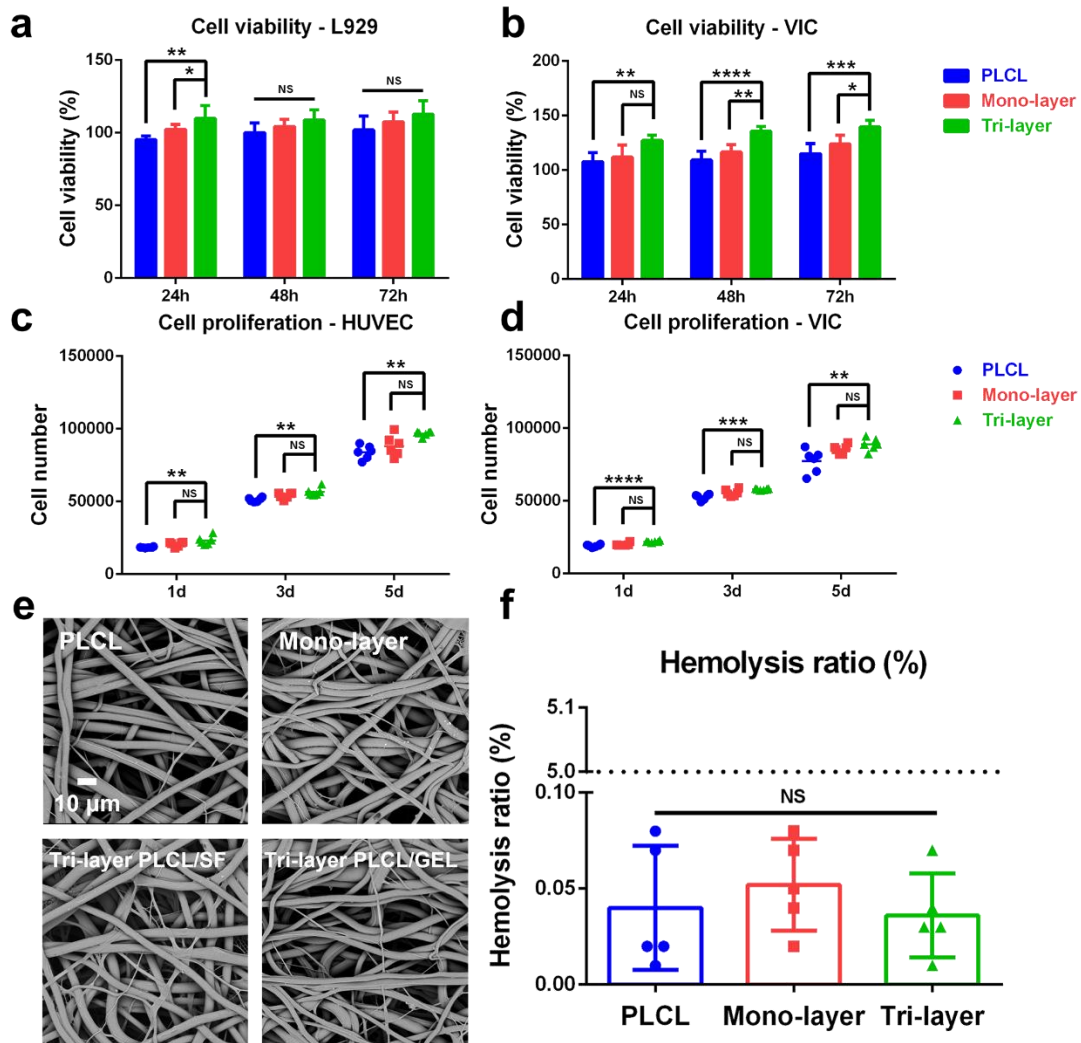 a
Cell viability - L929
Cell viability (%)
150
100
50
0
**
*
NS
NS
24h
48h
72h
b
Cell viability - VIC
Cell viability (%)
200
150
100
50
0
**
NS
****
**
***
*
24h
48h
72h
PLCL
Mono-layer
Tri-layer
c
Cell proliferation - HUVEC
Cell number
150000
100000
50000
0
**
NS
**
NS
**
NS
1d
3d
5d
d
Cell proliferation - VIC
150000
100000
50000
0
****
NS
***
NS
**
NS
1d
3d
5d
PLCL
Mono-layer
Tri-layer
e
PLCL
10 μm
Mono-layer
Tri-layer PLCL/SF
Tri-layer PLCL/GEL
f
Hemolysis ratio (%)
Hemolysis ratio (%)
5.1
5.0
0.10
0.05
0.00
NS
PLCL
Mono-layer
Tri-layer